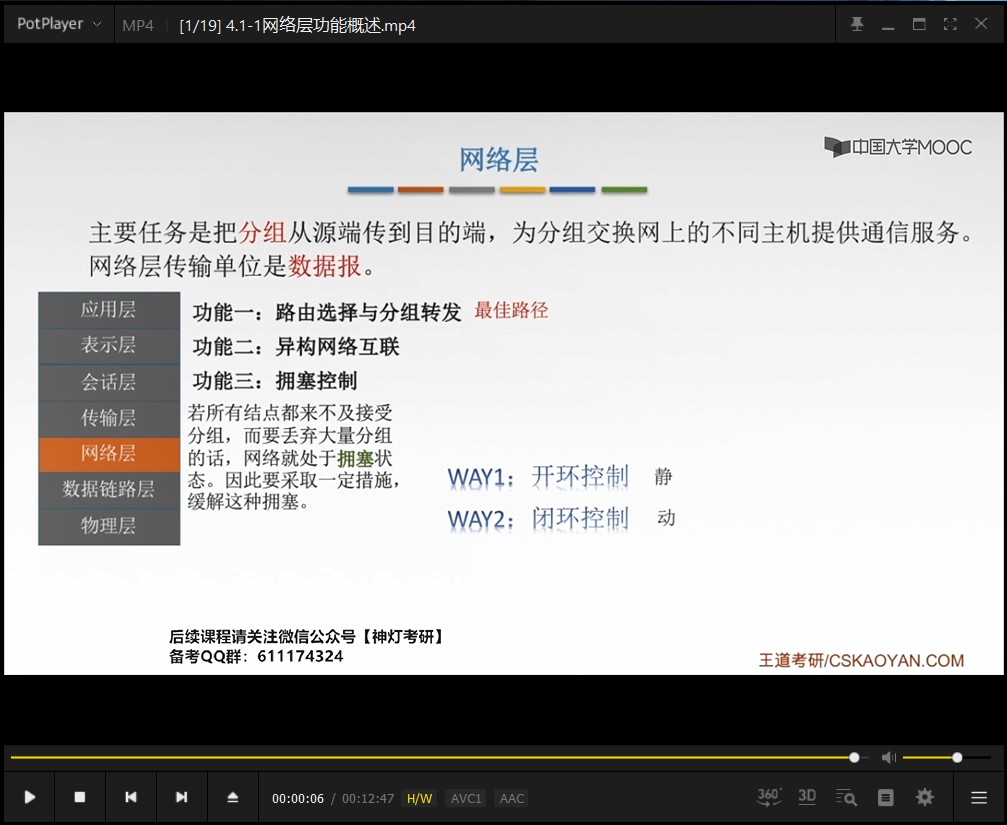 PotPlayer MP4 [1/19] 4.1-1网络层功能概述.mp4
中国大学MOOC
网络层
主要任务是把分组从源端传到目的端，为分组交换网上的不同主机提供通信服务。
网络层传输单位是数据报。
应用层
表示层
会话层
传输层
网络层
数据链路层
物理层
功能一：路由选择与分组转发 最佳路径
功能二：异构网络互联
功能三：拥塞控制
若所有结点都来不及接受
分组，而要丢弃大量分组
的话，网络就处于拥塞状
态。因此要采取一定措施，
缓解这种拥塞。
WAY1：开环控制 静
WAY2：闭环控制 动
后续课程请关注微信公众号【神灯考研】
备考QQ群：611174324
王道考研/CSKAOYAN.COM
00:00:06 / 00:12:47 H/W AVC1 AAC
360° 3D